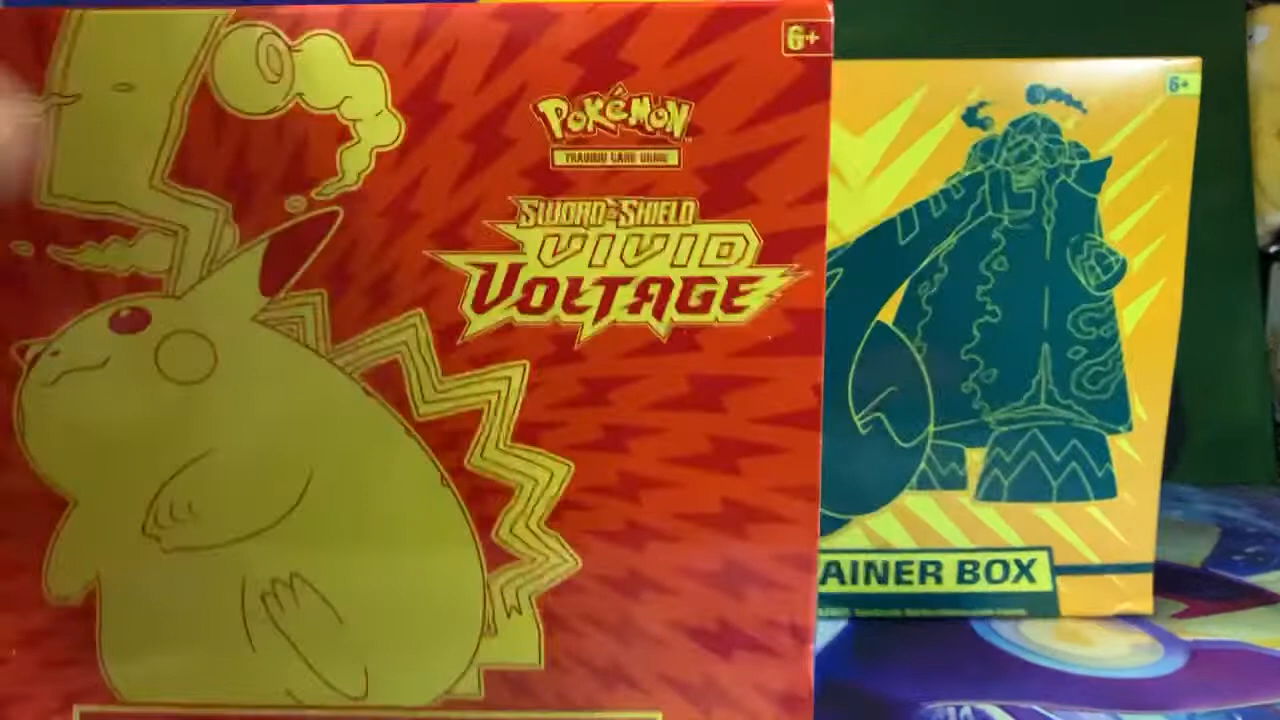 6+
POKÉMON
TRADING CARD GAME
SWORD & SHIELD
VIVID
VOLTAGE
6+
AINER BOX